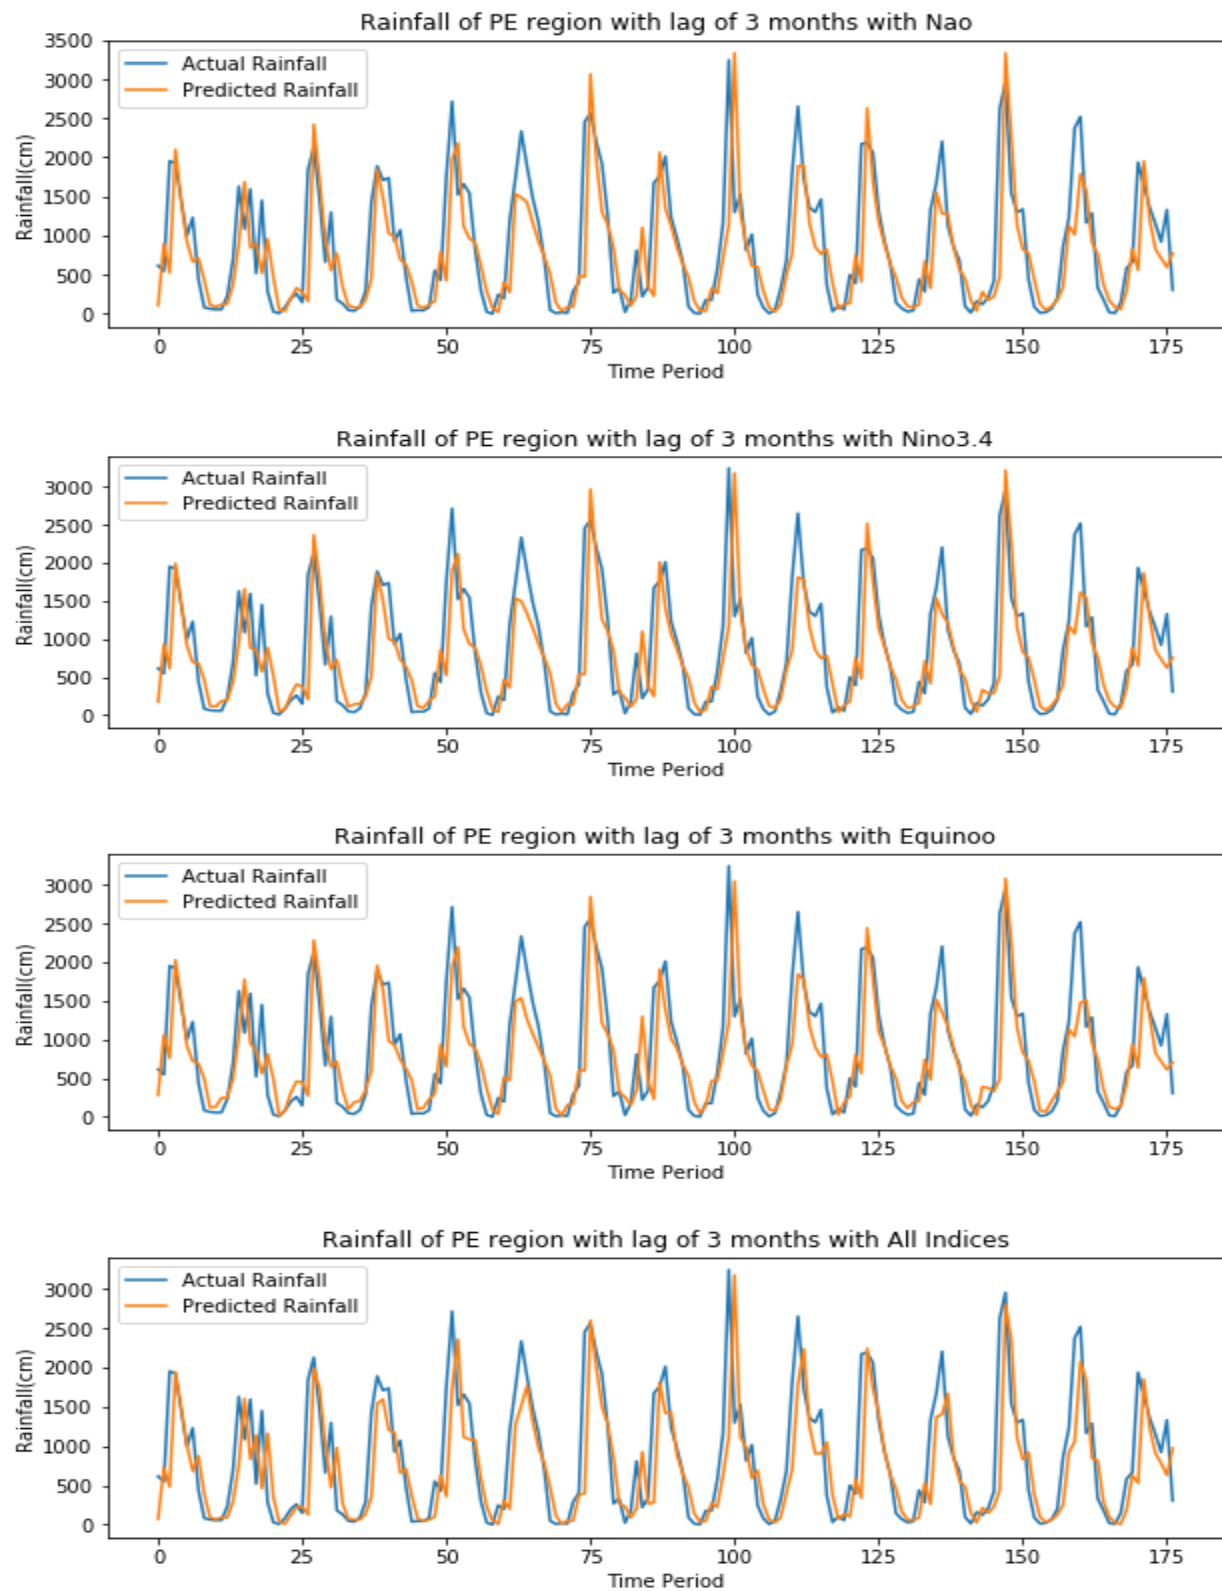 Rainfall of PE region with lag of 3 months with Nao
3500
3000
2500
2000
1500
1000
500
0
Rainfall(cm)
Actual Rainfall
Predicted Rainfall
0 25 50 75 100 125 150 175
Time Period
Rainfall of PE region with lag of 3 months with Nino3.4
3000
2500
2000
1500
1000
500
0
Rainfall(cm)
Actual Rainfall
Predicted Rainfall
0 25 50 75 100 125 150 175
Time Period
Rainfall of PE region with lag of 3 months with Equinoo
3000
2500
2000
1500
1000
500
0
Rainfall(cm)
Actual Rainfall
Predicted Rainfall
0 25 50 75 100 125 150 175
Time Period
Rainfall of PE region with lag of 3 months with All Indices
3000
2500
2000
1500
1000
500
0
Rainfall(cm)
Actual Rainfall
Predicted Rainfall
0 25 50 75 100 125 150 175
Time Period